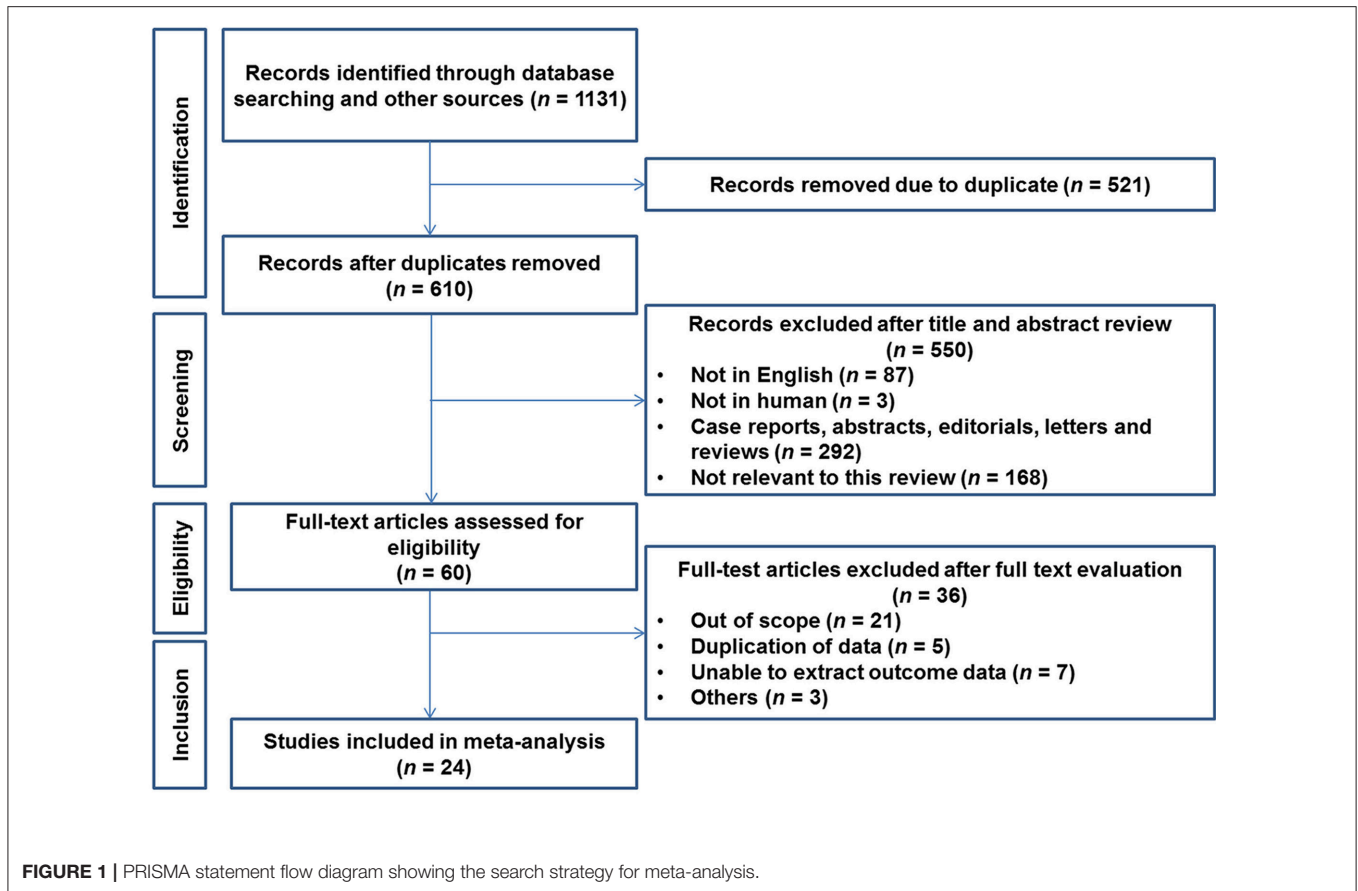 Identification
Records identified through database
searching and other sources (n = 1131)
Records removed due to duplicate (n = 521)
Records after duplicates removed
(n = 610)
Screening
Records excluded after title and abstract review
(n = 550)
• Not in English (n = 87)
• Not in human (n = 3)
• Case reports, abstracts, editorials, letters and
reviews (n = 292)
• Not relevant to this review (n = 168)
Eligibility
Full-text articles assessed for
eligibility
(n = 60)
Full-test articles excluded after full text evaluation
(n = 36)
• Out of scope (n = 21)
• Duplication of data (n = 5)
• Unable to extract outcome data (n = 7)
• Others (n = 3)
Inclusion
Studies included in meta-analysis
(n = 24)
FIGURE 1 | PRISMA statement flow diagram showing the search strategy for meta-analysis.